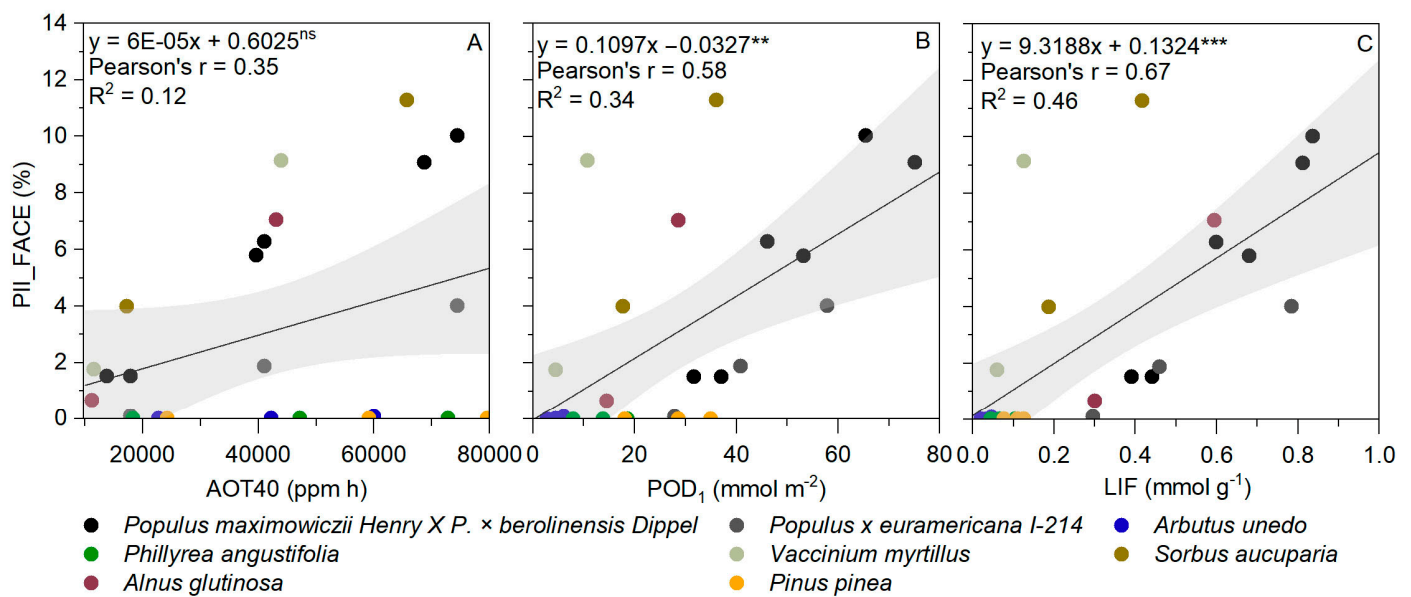 y = 6E-05x + 0.6025ns
Pearson's r = 0.35
R2 = 0.12
A
y = 0.1097x −0.0327**
Pearson's r = 0.58
R2 = 0.34
B
y = 9.3188x + 0.1324***
Pearson's r = 0.67
R2 = 0.46
C
PII_FACE (%)
14
12
10
8
6
4
2
0
20000 40000 60000 80000
0 20 40 60 80
0.0 0.2 0.4 0.6 0.8 1.0
AOT40 (ppm h)
POD1 (mmol m-2)
LIF (mmol g-1)
Populus maximowiczii Henry X P. × berolinensis Dippel
Populus x euramericana I-214
Arbutus unedo
Phillyrea angustifolia
Vaccinium myrtillus
Sorbus aucuparia
Alnus glutinosa
Pinus pinea